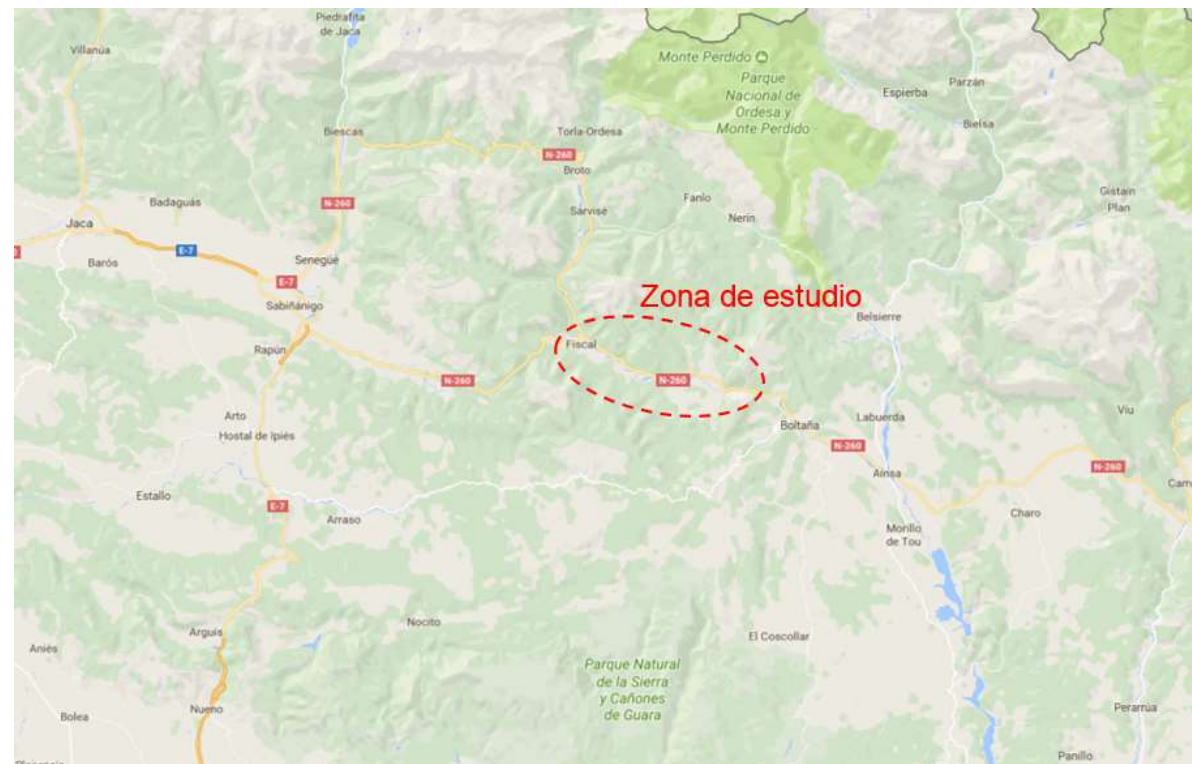 Piedrafita
de Jaca
Villanúa
Monte Perdido
Parque
Nacional de
Ordesa y
Monte Perdido
Espierba
Parzán
Bielsa
Biescas
Torla-Ordesa
N-260
Broto
Badaguás
N-260
Sarvisé
Fanlo
Nerin
Gistain
Plan
Jaca
E-7
Barós
Senegüé
E-7
Sabiñánigo
Zona de estudio
Belsierre
Rapún
Fiscal
N-260
N-260
Arto
Hostal de Ipiés
Boltaña
Labuerda
Viu
N-260
Aínsa
N-260
Estallo
E-7
Arraso
Charo
Morillo
de Tou
Nocito
Arguis
El Coscollar
Aniés
Parque Natural
de la Sierra
y Cañones
de Guara
Bolea
Nueno
Perarrúa
Panillo